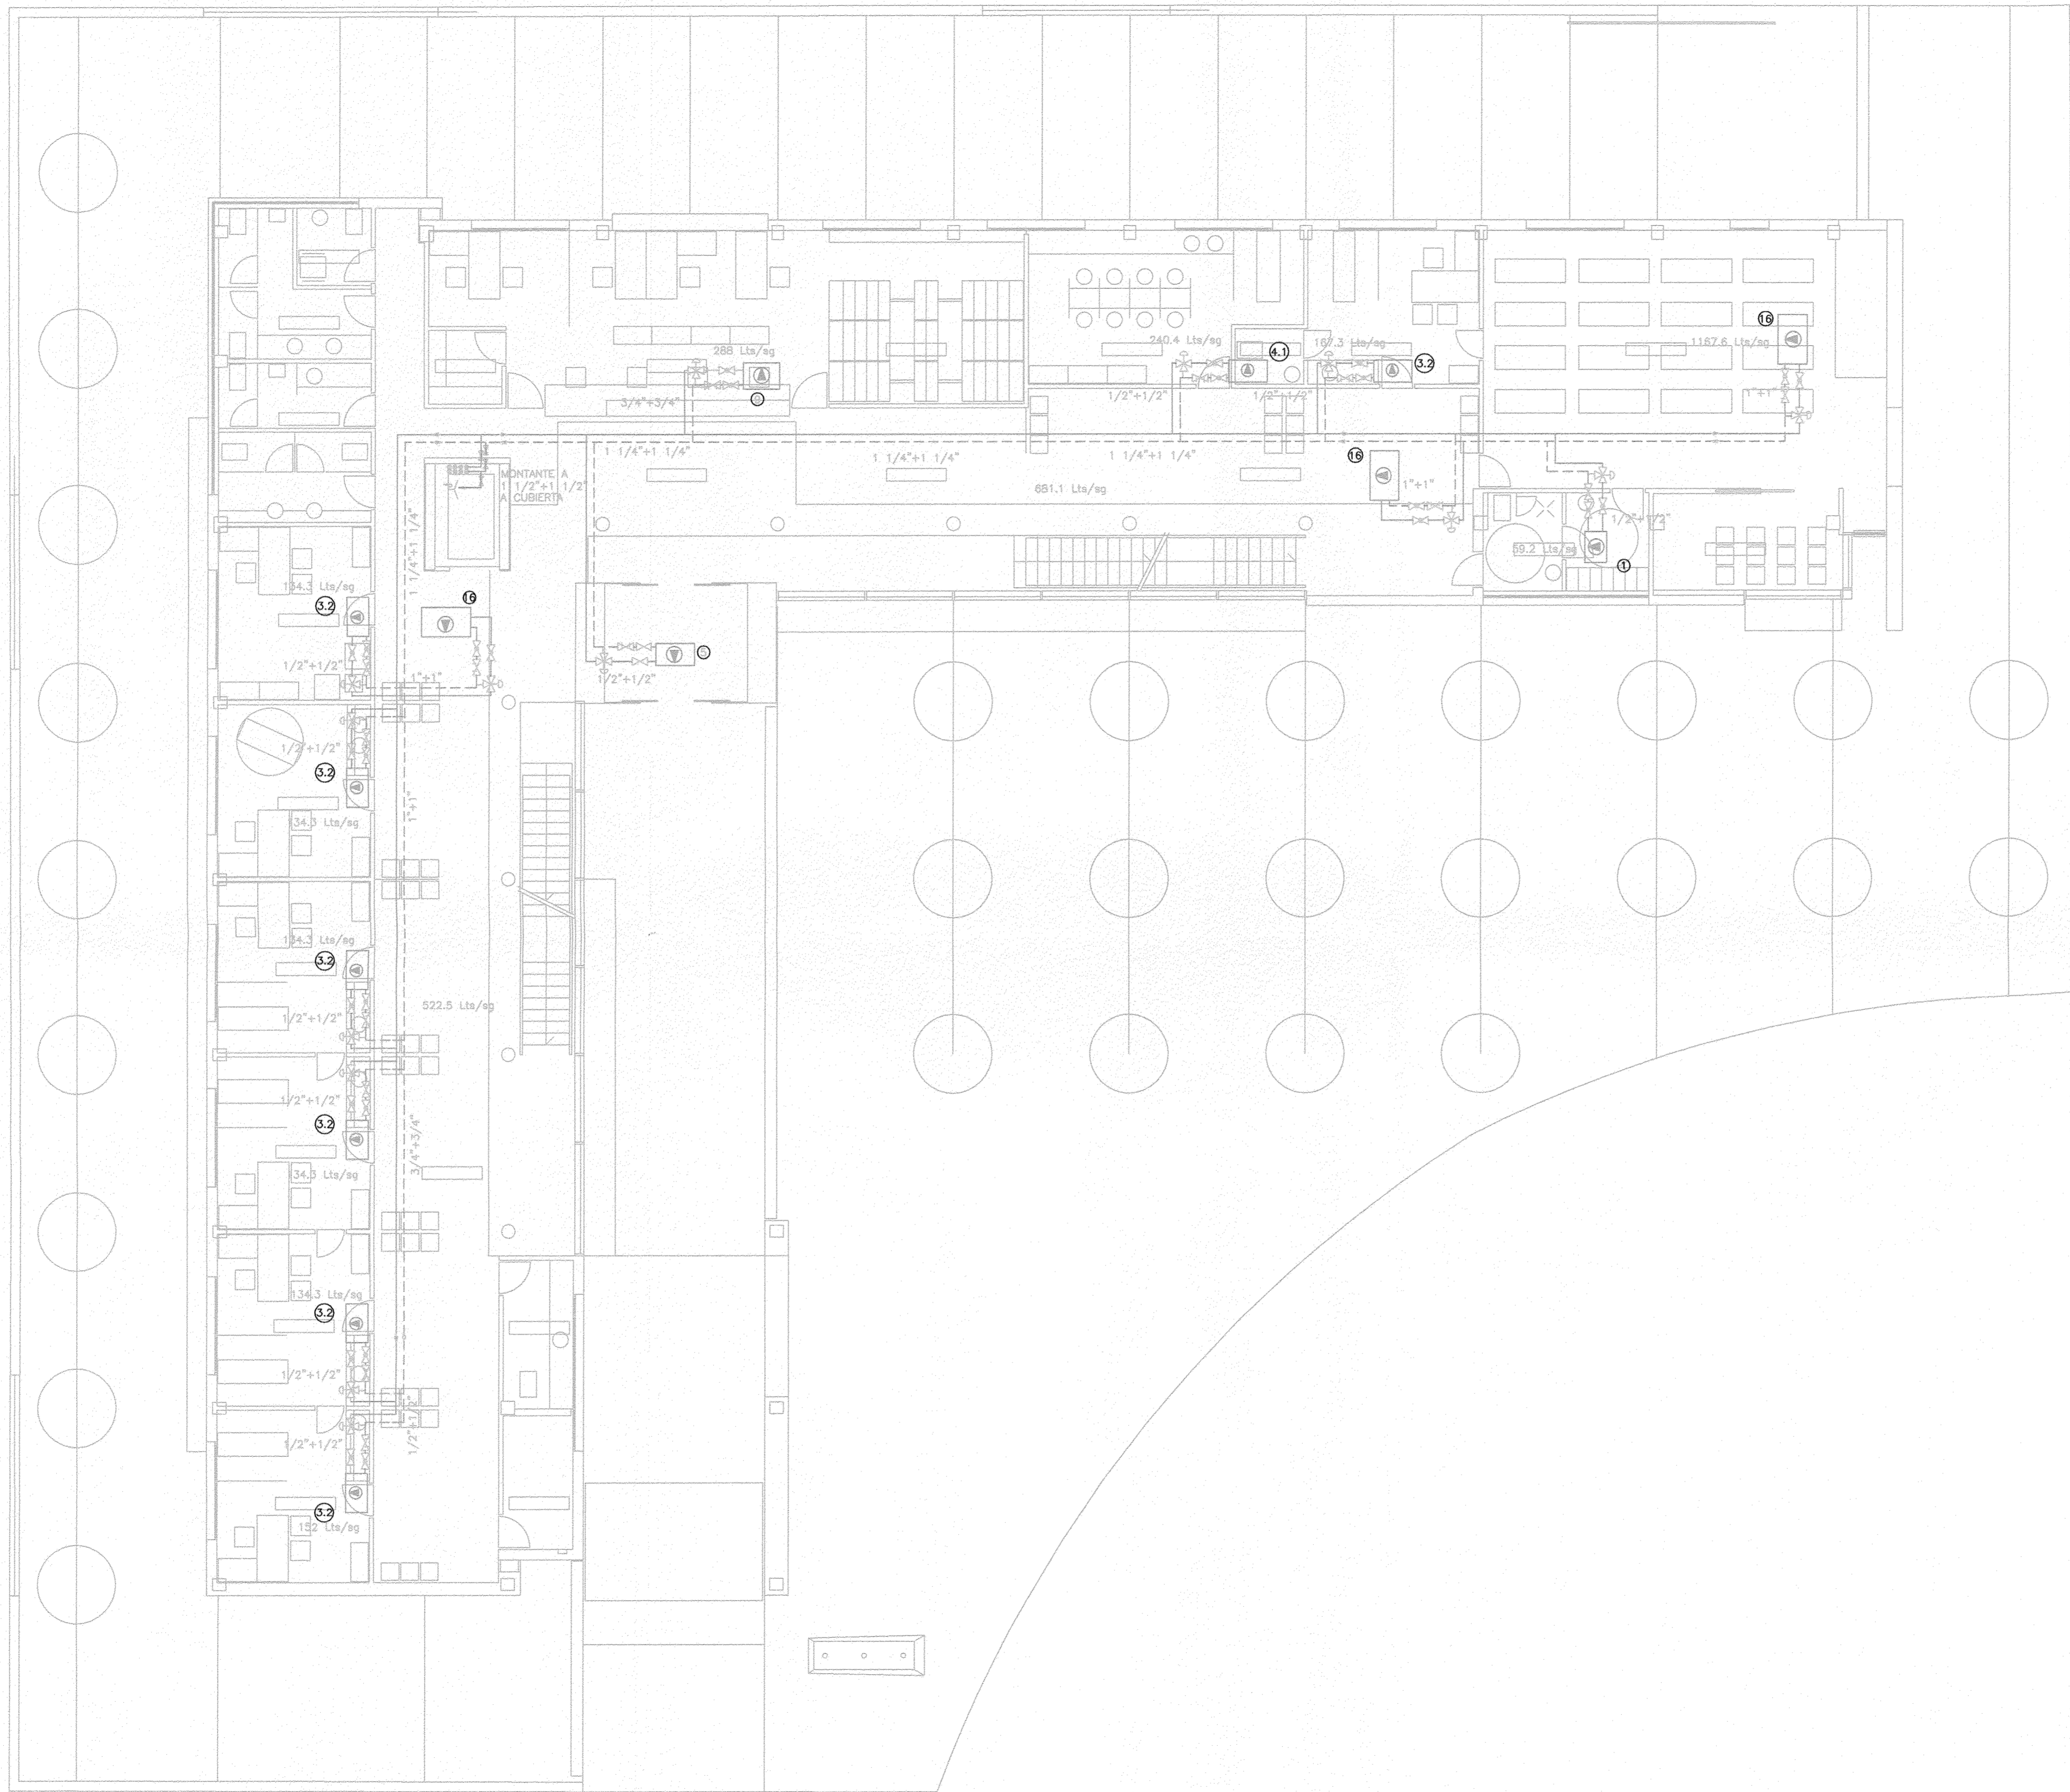 16
288 Lts/sg
240.4 Lts/sg
4.1
167.3 Lts/sg
3.2
1167.6 Lts/sg
3/4"+3/4"
1/2"+1/2"
1/2"+1/2"
1"+1"
1 1/4"+1 1/4"
1 1/4"+1 1/4"
1 1/4"+1 1/4"
16
MONTANTE A
1 1/2"+1 1/2"
A CUBIERTA
681.1 Lts/sg
1"+1"
1/2"+1/2"
1 1/4"+1 1/4"
59.2 Lts/sg
1
134.3 Lts/sg
3.2
16
5
1/2"+1/2"
1"+1"
1/2"+1/2"
1/2"+1/2"
3.2
1"+1"
134.3 Lts/sg
134.3 Lts/sg
3.2
522.5 Lts/sg
1/2"+1/2"
1/2"+1/2"
3.2
3/4"+3/4"
134.3 Lts/sg
134.3 Lts/sg
3.2
1/2"+1/2"
1/2"+1/2"
1/2"+1/2"
3.2
152 Lts/sg